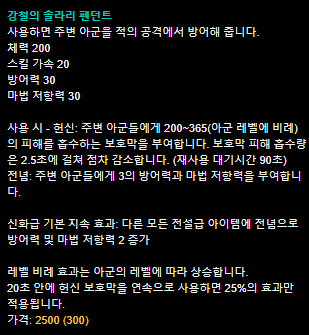 강철의 솔라리 펜던트
사용하면 주변 아군을 적의 공격에서 방어해 줍니다.
체력 200
스킬 가속 20
방어력 30
마법 저항력 30
사용 시 - 헌신: 주변 아군들에게 200~365(아군 레벨에 비례)
의 피해를 흡수하는 보호막을 부여합니다. 보호막 피해 흡수량
은 2.5초에 걸쳐 점차 감소합니다. (재사용 대기시간 90초)
전념: 주변 아군들에게 3의 방어력과 마법 저항력을 부여합니
다.
신화급 기본 지속 효과: 다른 모든 전설급 아이템에 전념으로
방어력 및 마법 저항력 2 증가
레벨 비례 효과는 아군의 레벨에 따라 상승합니다.
20초 안에 헌신 보호막을 연속으로 사용하면 25%의 효과만
적용됩니다.
가격: 2500 (300)